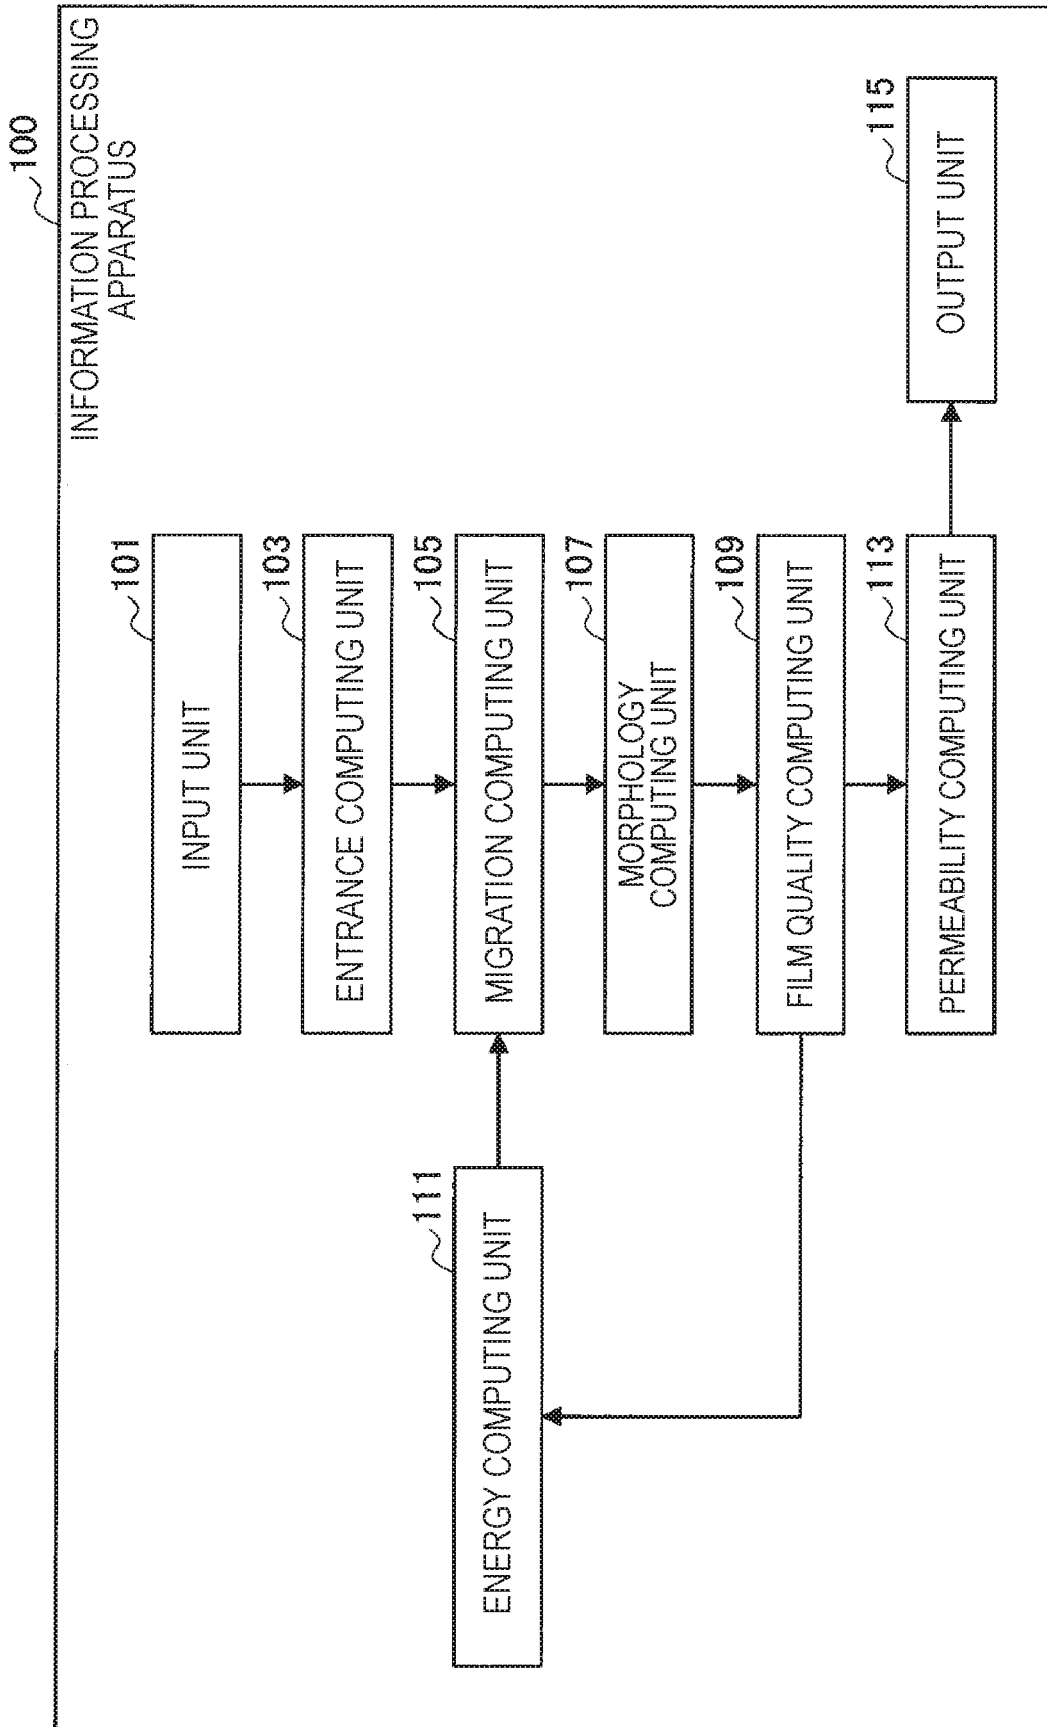 100
INFORMATION PROCESSING
APPARATUS
101
INPUT UNIT
103
ENTRANCE COMPUTING UNIT
111
ENERGY COMPUTING UNIT
105
MIGRATION COMPUTING UNIT
107
MORPHOLOGY
COMPUTING UNIT
109
FILM QUALITY COMPUTING UNIT
113
PERMEABILITY COMPUTING UNIT
115
OUTPUT UNIT